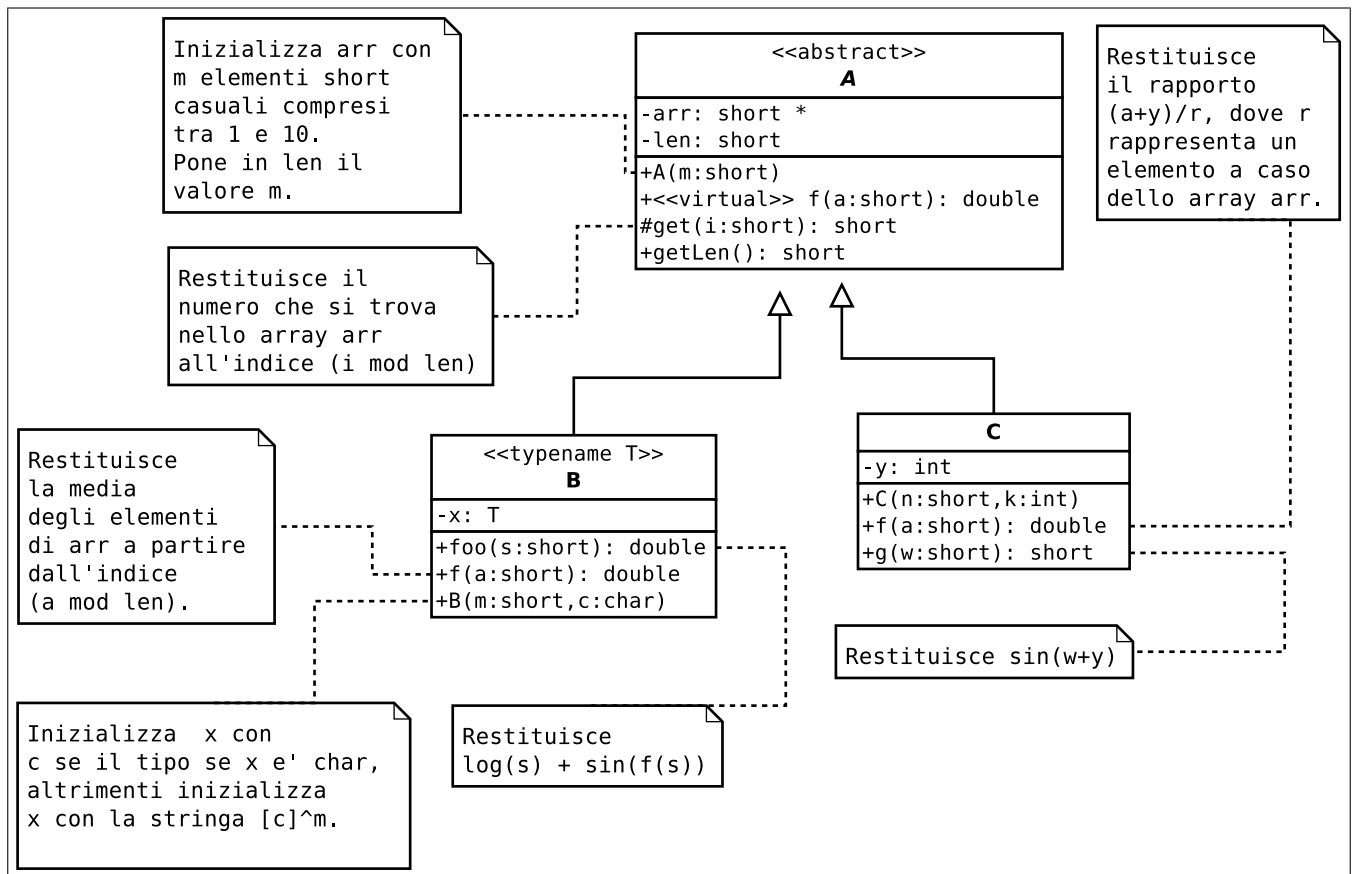 Inizializza arr con
m elementi short
casuali compresi
tra 1 e 10.
Pone in len il
valore m.
<<abstract>>
A
-arr: short *
-len: short
+A(m:short)
+<<virtual>> f(a:short): double
#get(i:short): short
+getLen(): short
Restituisce
il rapporto
(a+y)/r, dove r
rappresenta un
elemento a caso
dello array arr.
Restituisce il
numero che si trova
nello array arr
all'indice (i mod len)
Restituisce
la media
degli elementi
di arr a partire
dall'indice
(a mod len).
<<typename T>>
B
-x: T
+foo(s:short): double
+f(a:short): double
+B(m:short,c:char)
C
-y: int
+C(n:short,k:int)
+f(a:short): double
+g(w:short): short
Restituisce sin(w+y)
Inizializza  x con
c se il tipo se x e' char,
altrimenti inizializza
x con la stringa [c]^m.
Restituisce
log(s) + sin(f(s))